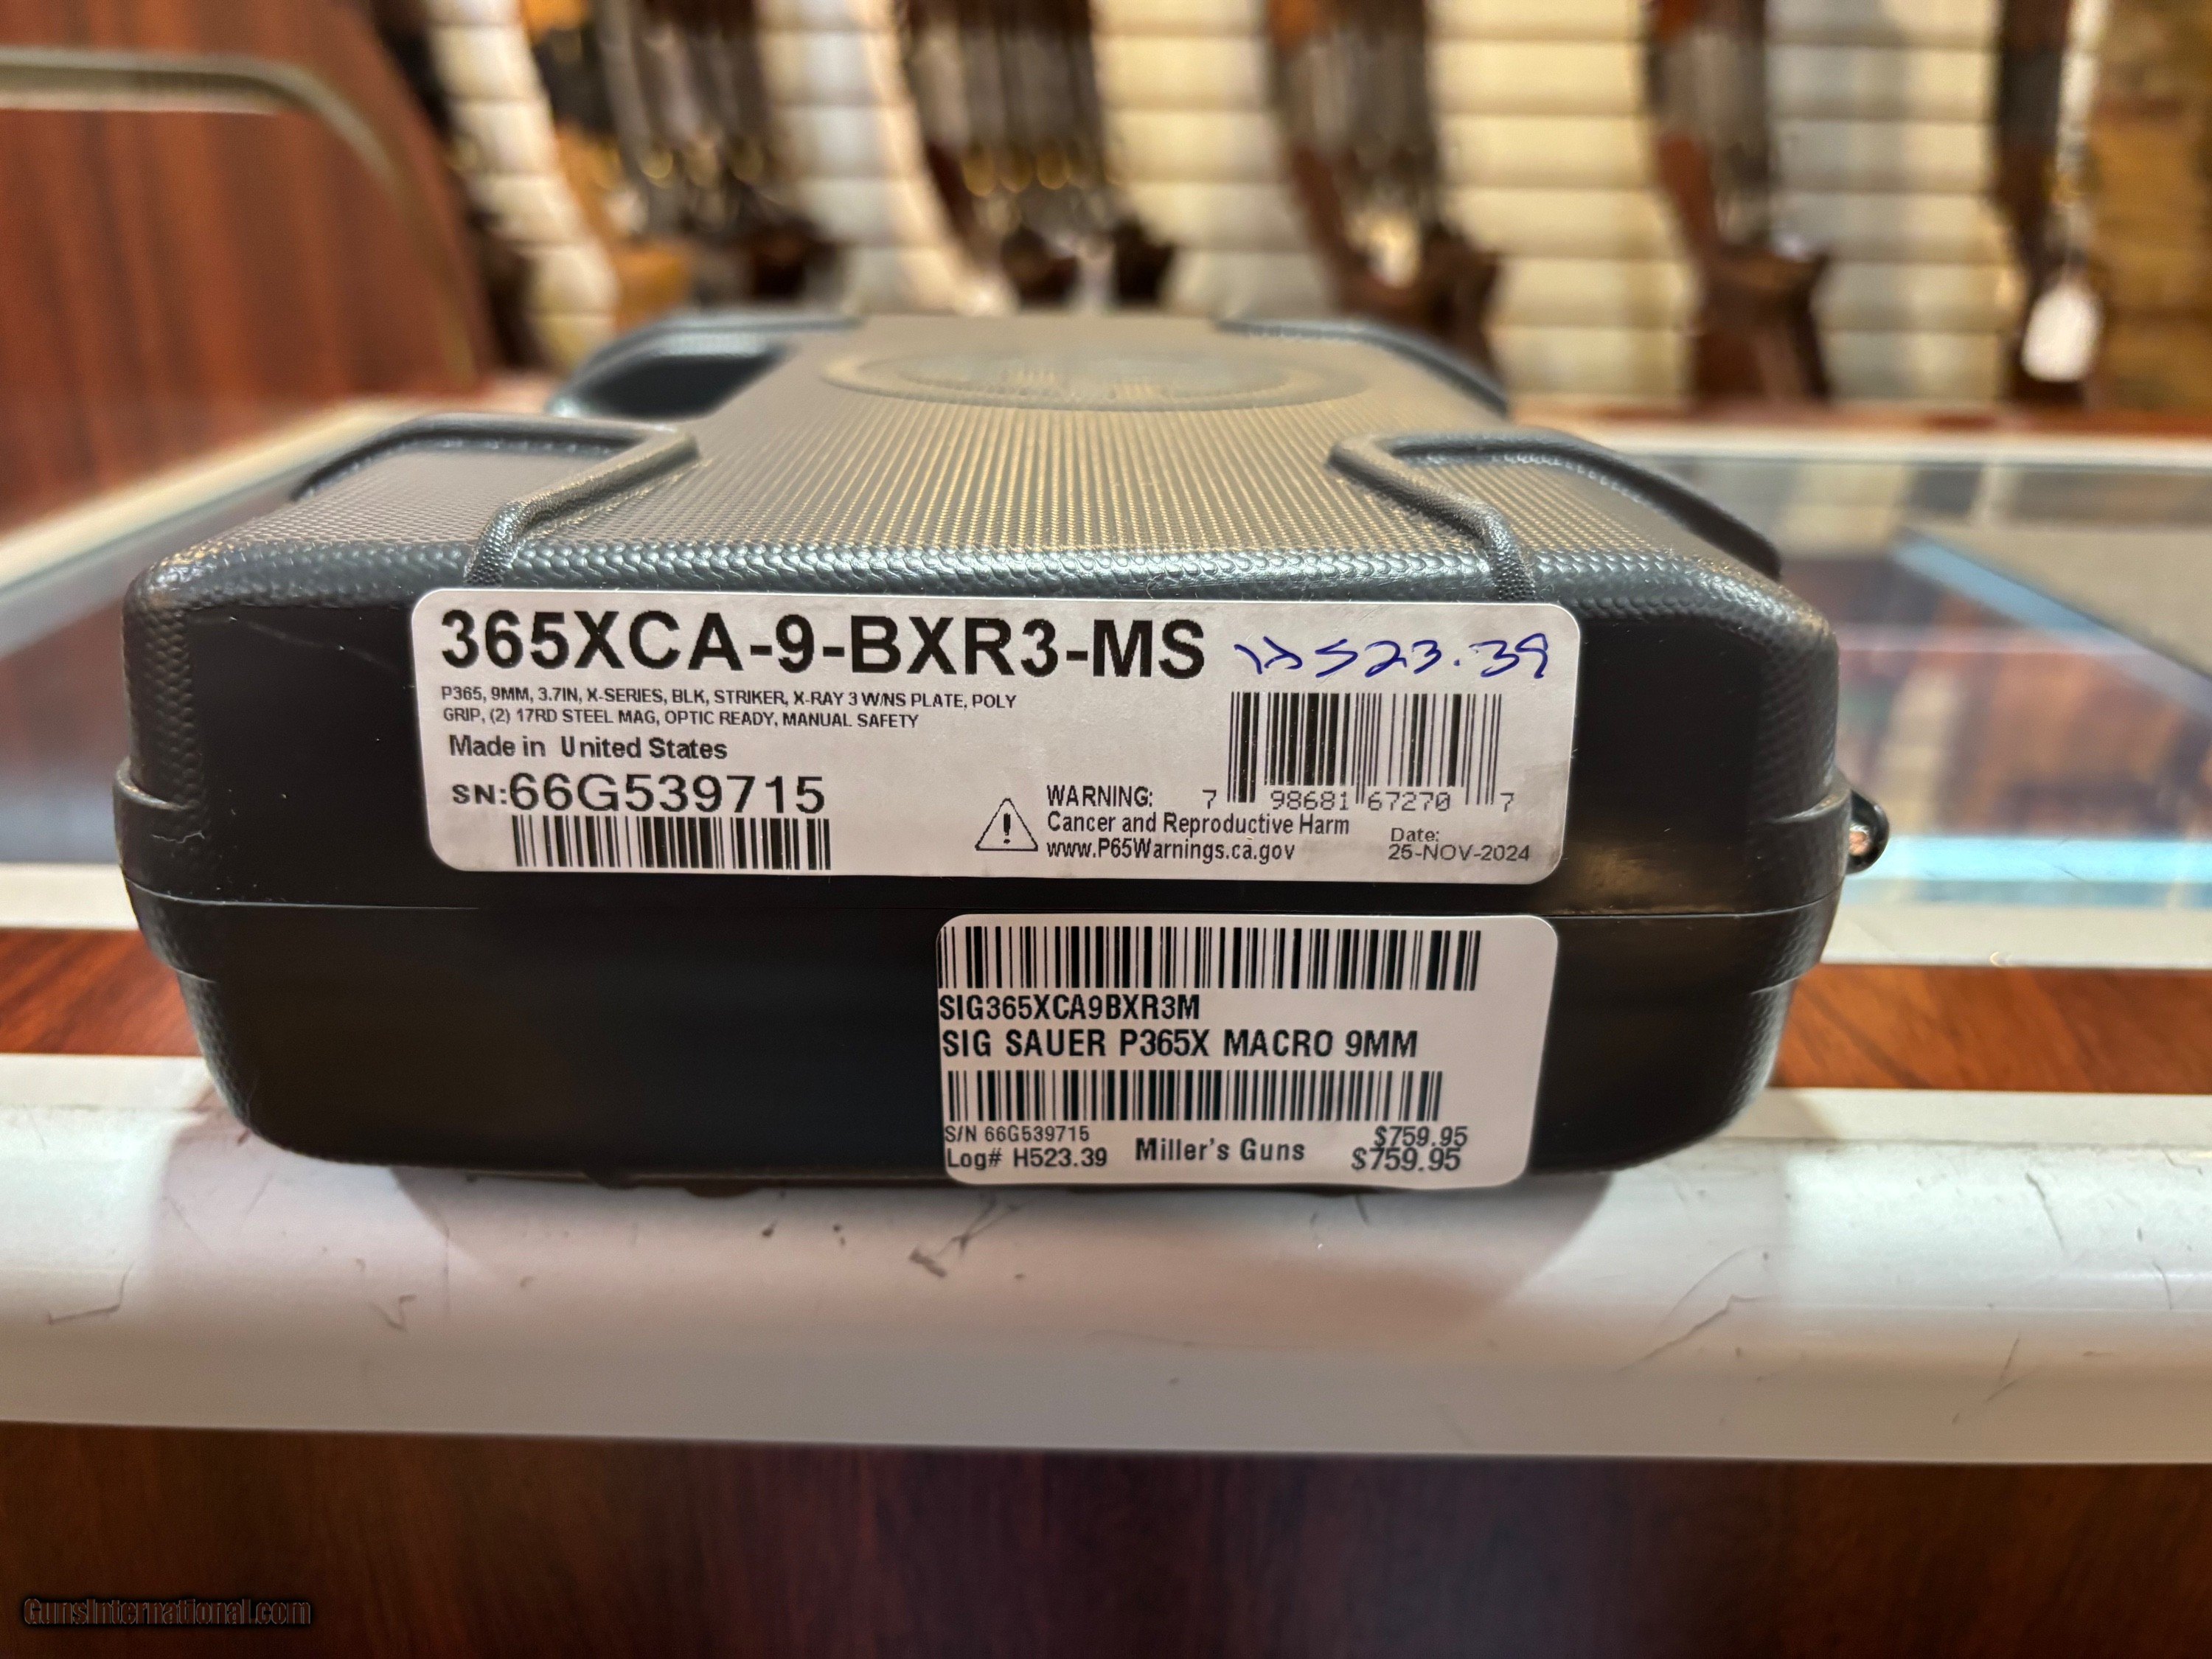 365XCA-9-BXR3-MS
H523.39
P365, 9MM, 3.7IN, X-SERIES, BLK, STRIKER, X-RAY 3 W/NS PLATE, POLY
GRIP, (2) 17RD STEEL MAG, OPTIC READY, MANUAL SAFETY
Made in United States
SN:66G539715
7 98681 67270 7
WARNING:
Cancer and Reproductive Harm
www.P65Warnings.ca.gov
Date:
25-NOV-2024
SIG365XCA9BXR3M
SIG SAUER P365X MACRO 9MM
S/N 66G539715
$759.95
Log# H523.39 Miller's Guns $759.95
GunsInternational.com